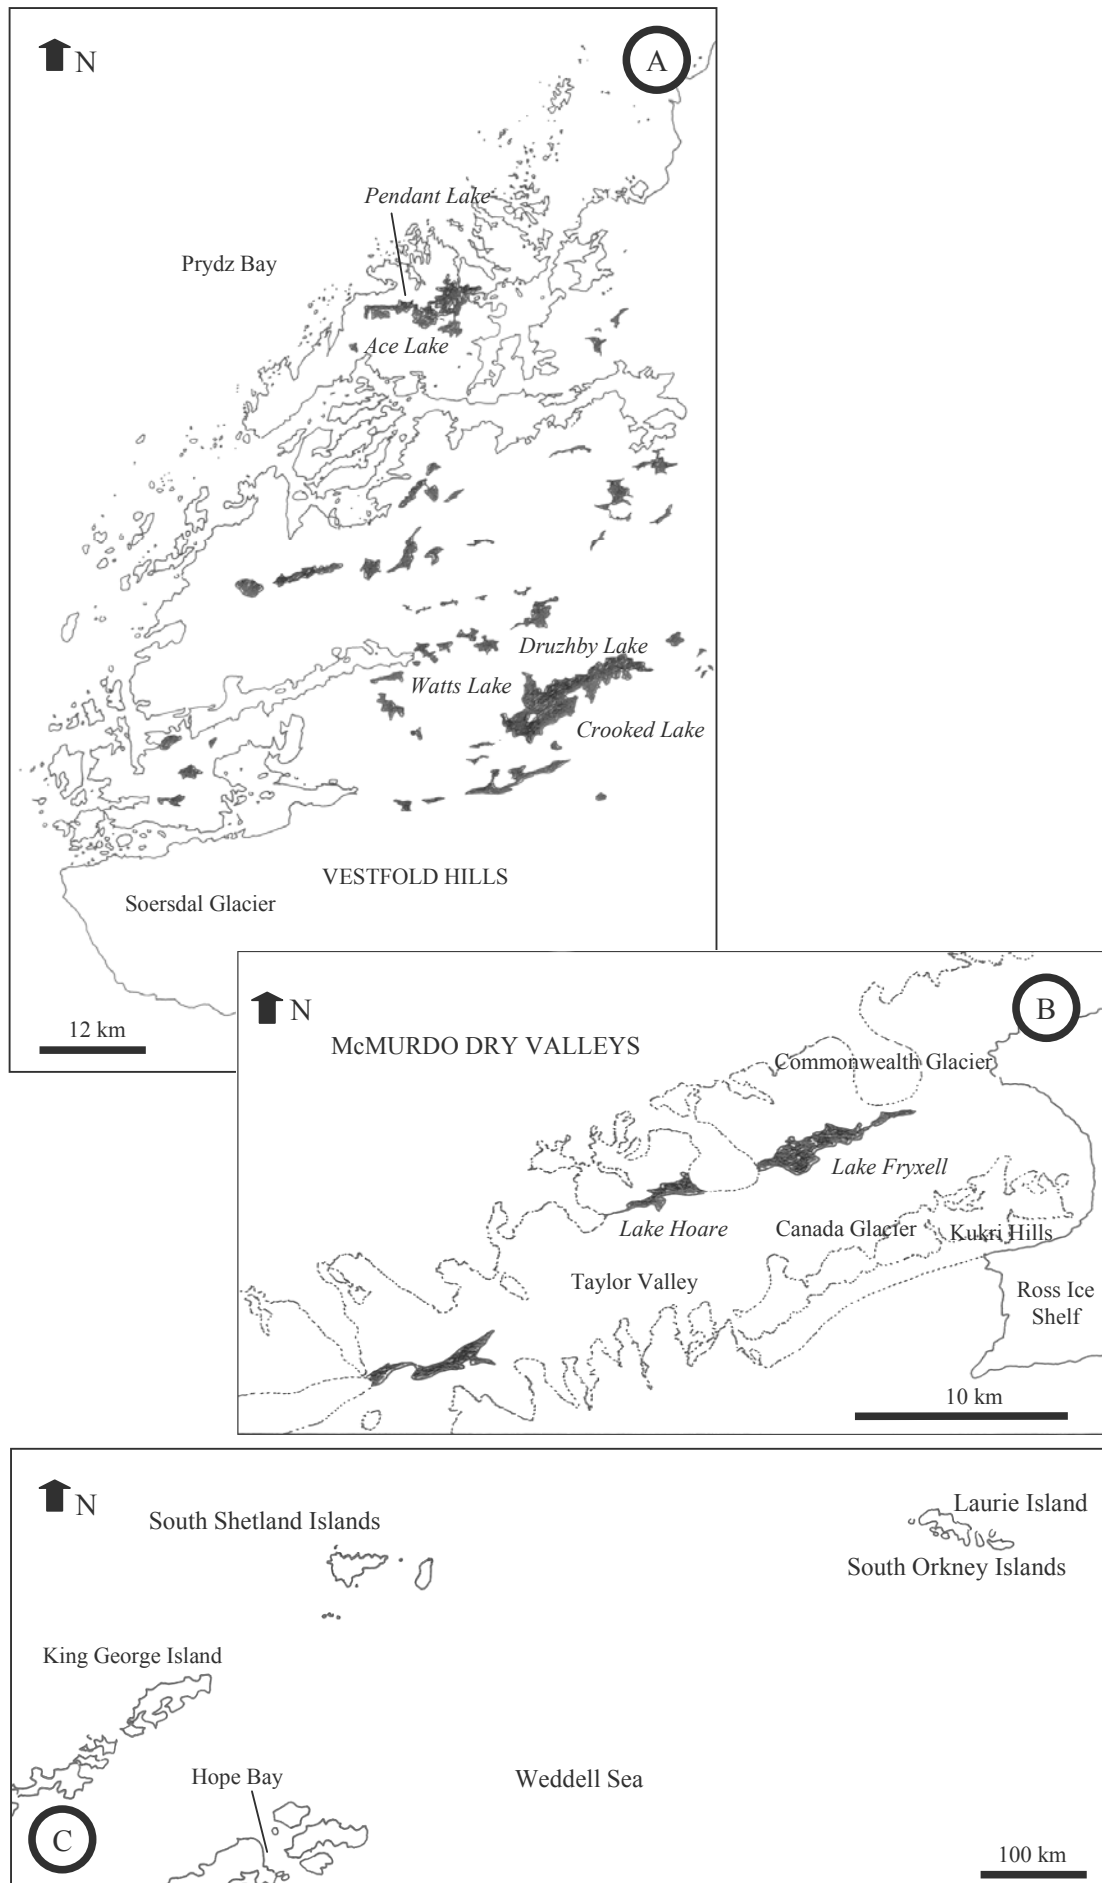 N
A
Pendant Lake
Prydz Bay
Ace Lake
Druzhby Lake
Watts Lake
Crooked Lake
VESTFOLD HILLS
Soersdal Glacier
12 km
N
B
McMURDO DRY VALLEYS
Commonwealth Glacier
Lake Fryxell
Lake Hoare
Canada Glacier
Kukri Hills
Taylor Valley
Ross Ice
Shelf
10 km
N
Laurie Island
South Shetland Islands
South Orkney Islands
King George Island
Hope Bay
Weddell Sea
C
100 km